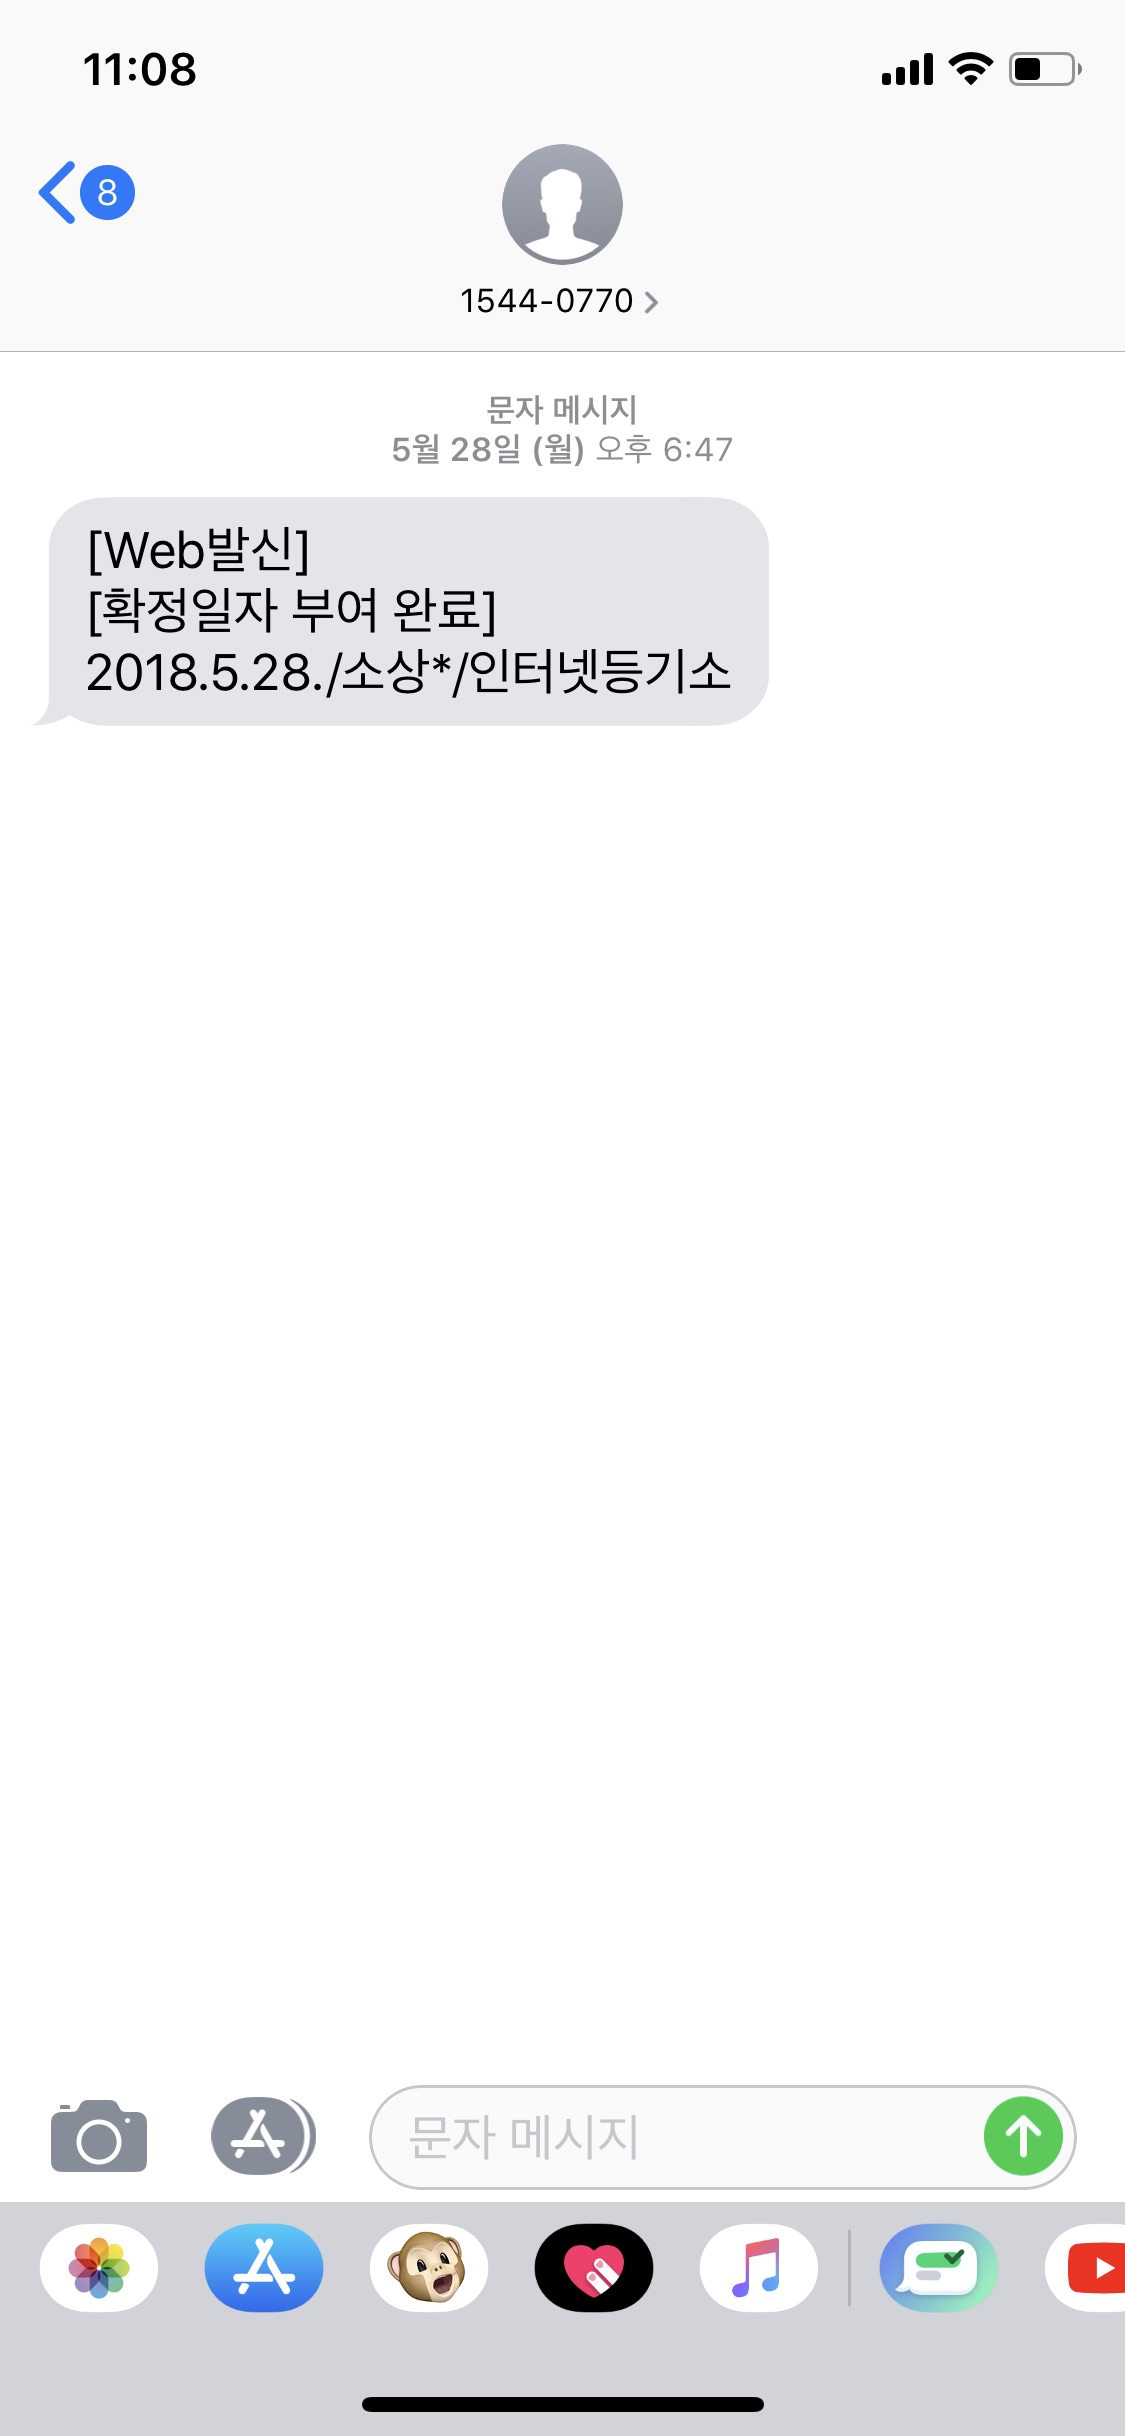 11:08
8
1544-0770
문자 메시지
5월 28일 (월) 오후 6:47
[Web발신]
[확정일자 부여 완료]
2018.5.28./소상*/인터넷등기소
문자 메시지